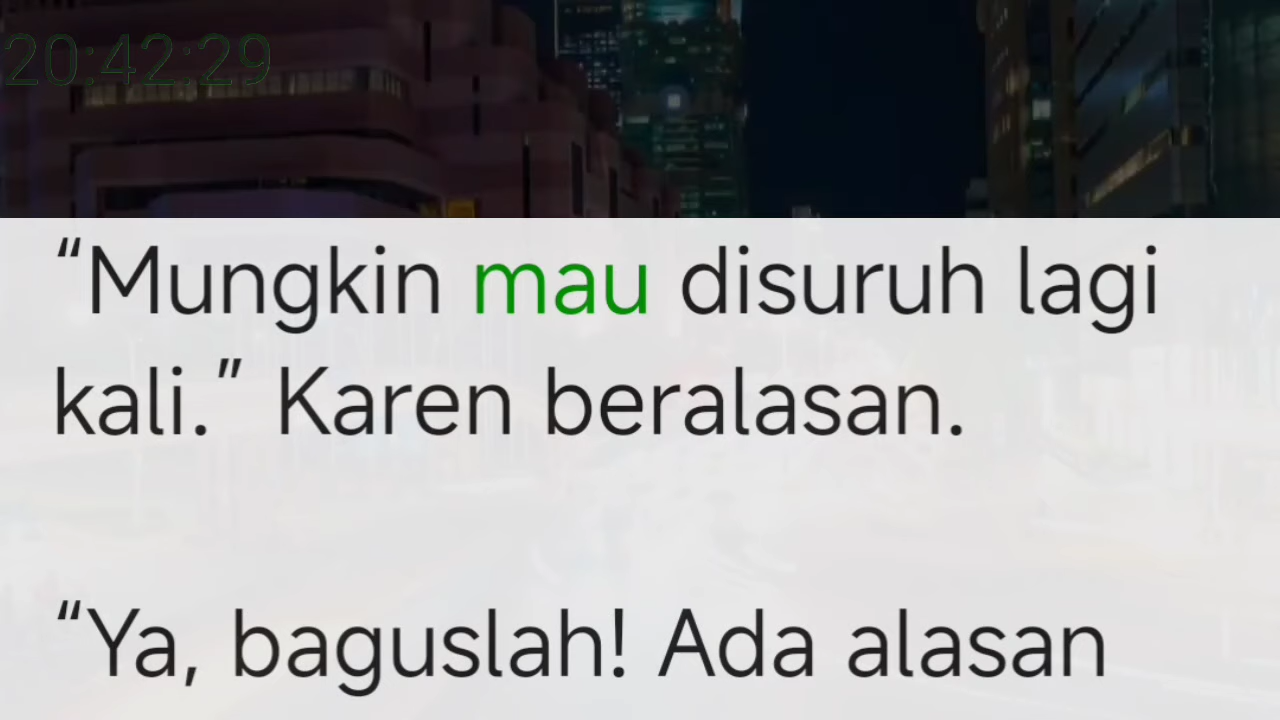 20:42:29
“Mungkin mau disuruh lagi
kali.” Karen beralasan.
“Ya, baguslah! Ada alasan